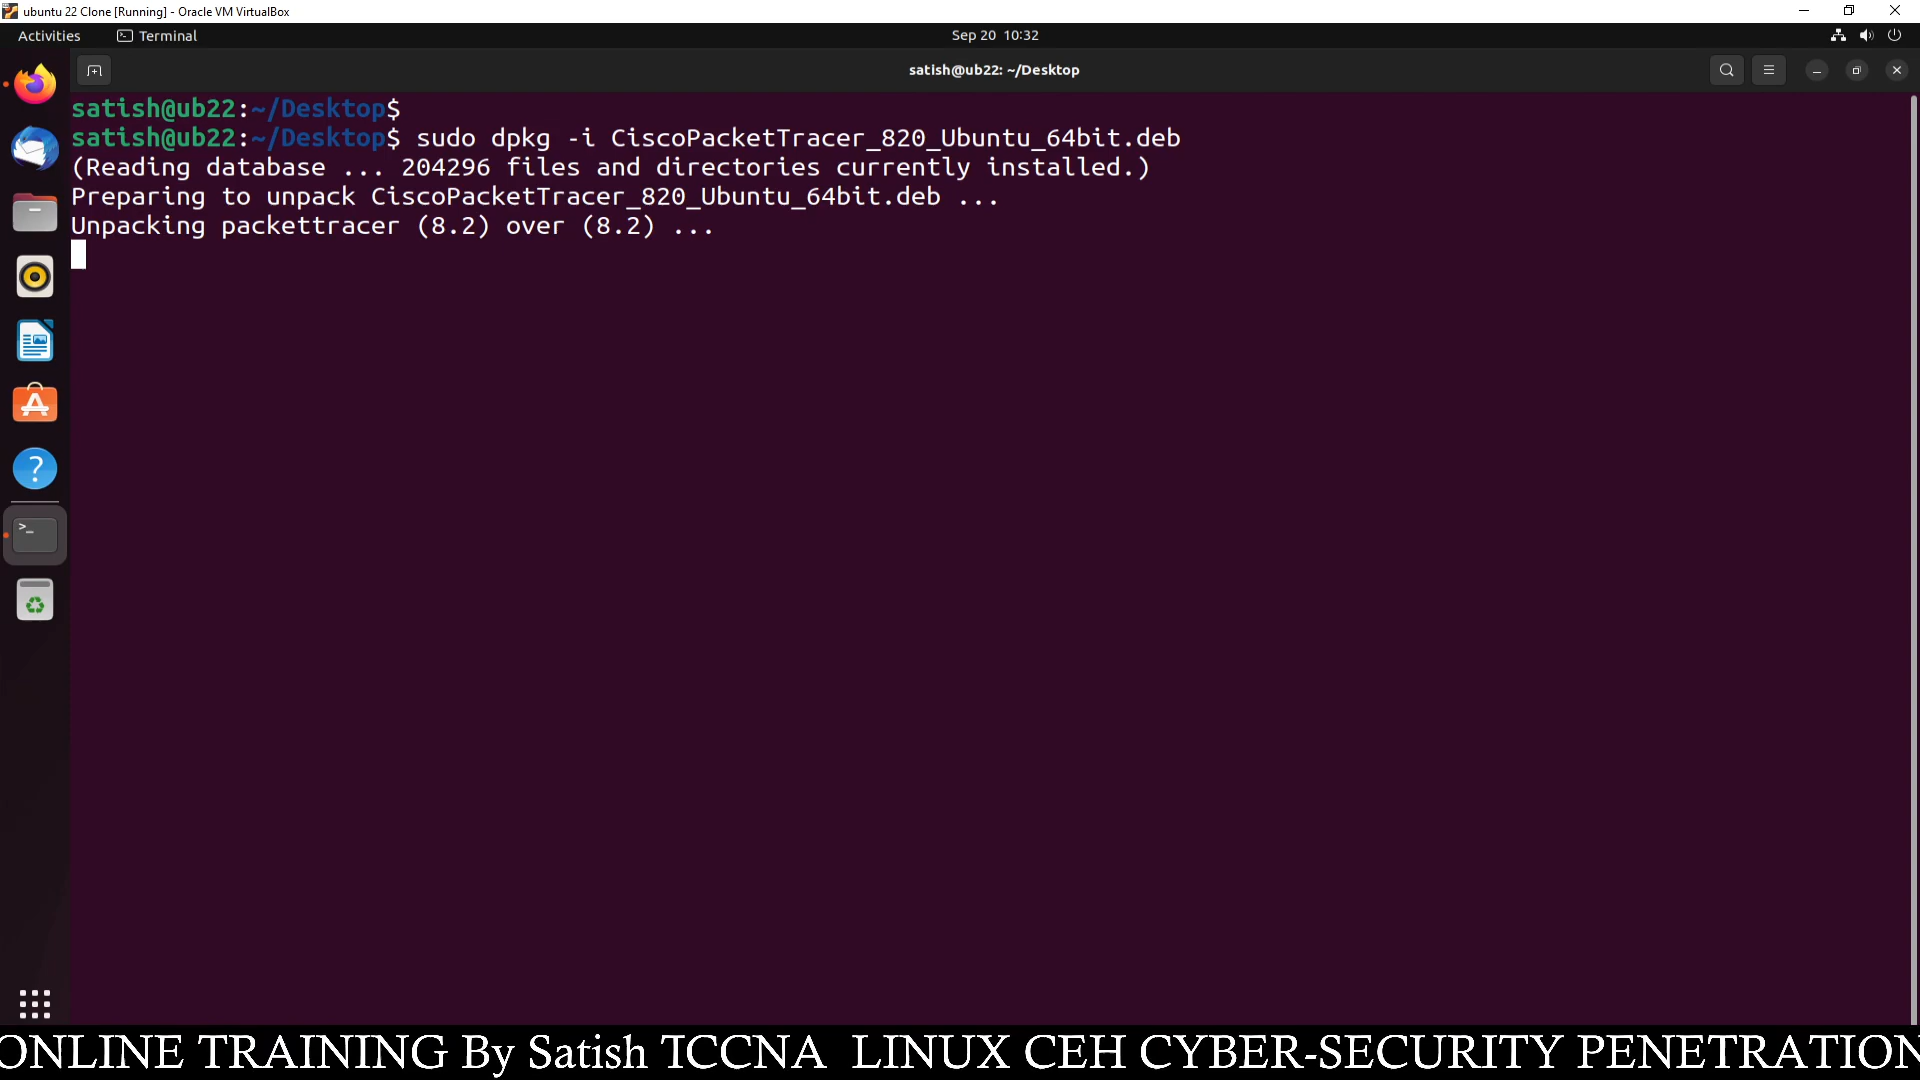 ubuntu 22 Clone [Running] - Oracle VM VirtualBox
Activities Terminal Sep 20 10:32
satish@ub22: ~/Desktop
satish@ub22:~/Desktop$
satish@ub22:~/Desktop$ sudo dpkg -i CiscoPacketTracer_820_Ubuntu_64bit.deb
(Reading database ... 204296 files and directories currently installed.)
Preparing to unpack CiscoPacketTracer_820_Ubuntu_64bit.deb ...
Unpacking packettracer (8.2) over (8.2) ...
ONLINE TRAINING By Satish TCCNA LINUX CEH CYBER-SECURITY PENETRATION